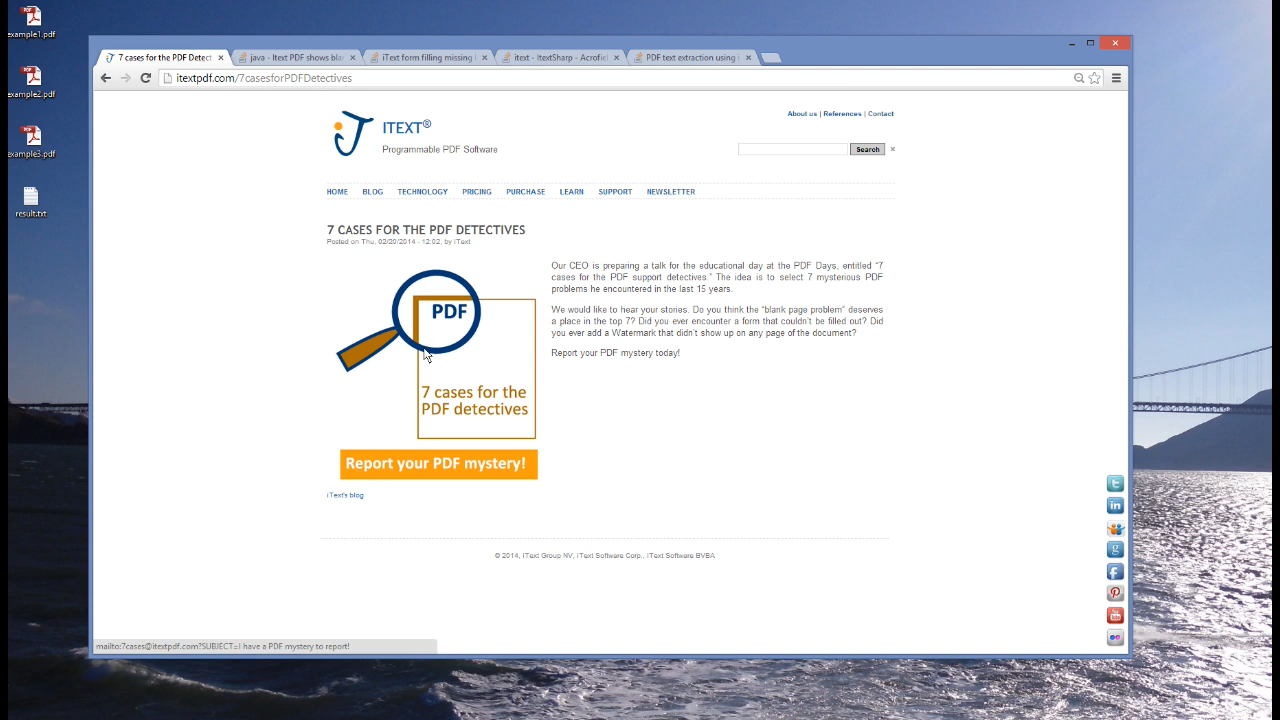 example1.pdf
example2.pdf
example3.pdf
result.txt
7 cases for the PDF Detect
java - Itext PDF shows bla
iText form filling missing
itext - ItextSharp - Acrofiel
PDF text extraction using
itextpdf.com/7casesforPDFDetectives
ITEXT®
Programmable PDF Software
About us | References | Contact
Search
HOME BLOG TECHNOLOGY PRICING PURCHASE LEARN SUPPORT NEWSLETTER
7 CASES FOR THE PDF DETECTIVES
Posted on Thu, 02/20/2014 - 12:02, by iText
PDF
7 cases for the
PDF detectives
Report your PDF mystery!
Our CEO is preparing a talk for the educational day at the PDF Days, entitled “7
cases for the PDF support detectives.” The idea is to select 7 mysterious PDF
problems he encountered in the last 15 years.
We would like to hear your stories. Do you think the “blank page problem” deserves
a place in the top 7? Did you ever encounter a form that couldn't be filled out? Did
you ever add a Watermark that didn't show up on any page of the document?
Report your PDF mystery today!
iText's blog
© 2014, iText Group NV, iText Software Corp., iText Software BVBA
mailto:7cases@itextpdf.com?SUBJECT=I have a PDF mystery to report!